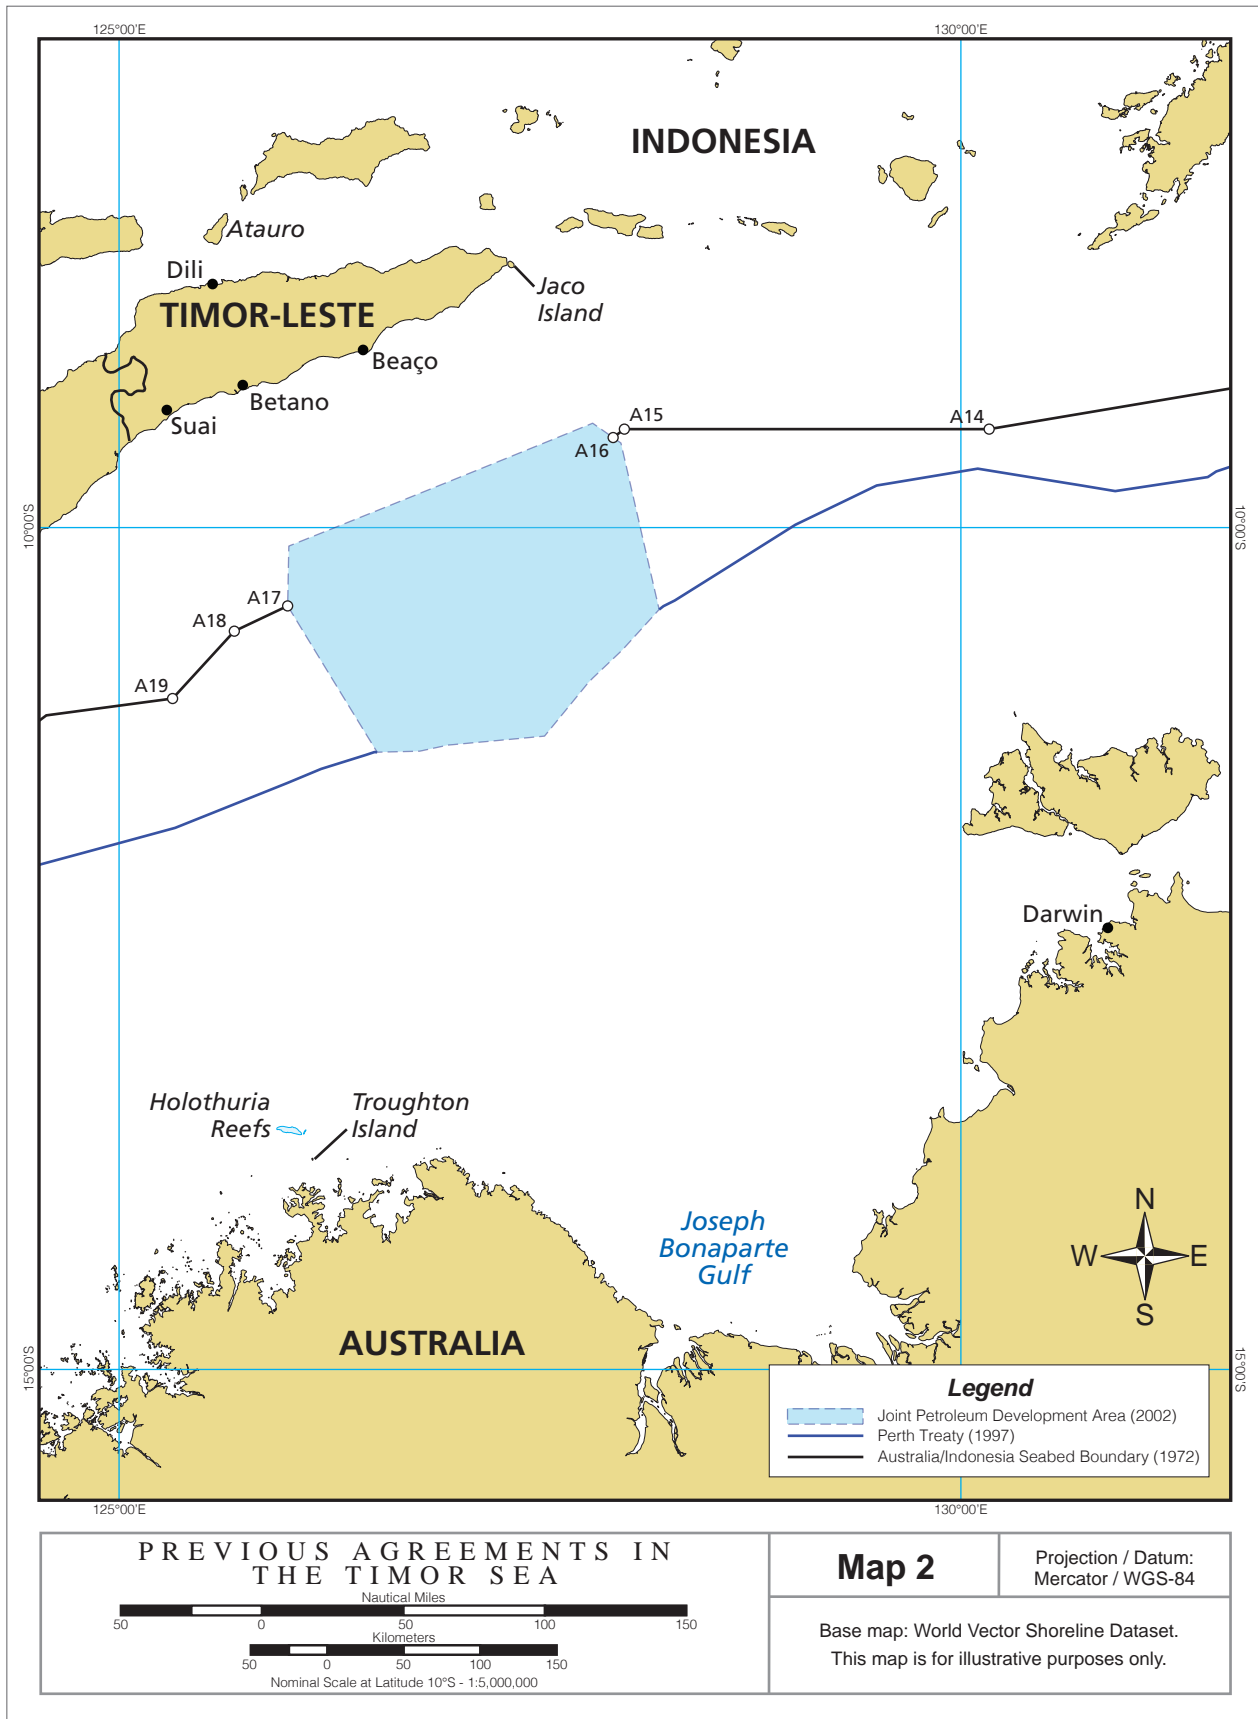 125°00'E
130°00'E
INDONESIA
Atauro
Dili
Jaco
Island
TIMOR-LESTE
Beaço
Betano
Suai
A15
A14
A16
10°00'S
10°00'S
A17
A18
A19
Darwin
Holothuria
Reefs
Troughton
Island
Joseph
Bonaparte
Gulf
N
W
E
S
AUSTRALIA
15°00'S
15°00'S
Legend
Joint Petroleum Development Area (2002)
Perth Treaty (1997)
Australia/Indonesia Seabed Boundary (1972)
125°00'E
130°00'E
PREVIOUS AGREEMENTS IN
THE TIMOR SEA
Nautical Miles
50 0 50 100 150
Kilometers
50 0 50 100 150
Nominal Scale at Latitude 10°S - 1:5,000,000
Map 2
Projection / Datum:
Mercator / WGS-84
Base map: World Vector Shoreline Dataset.
This map is for illustrative purposes only.